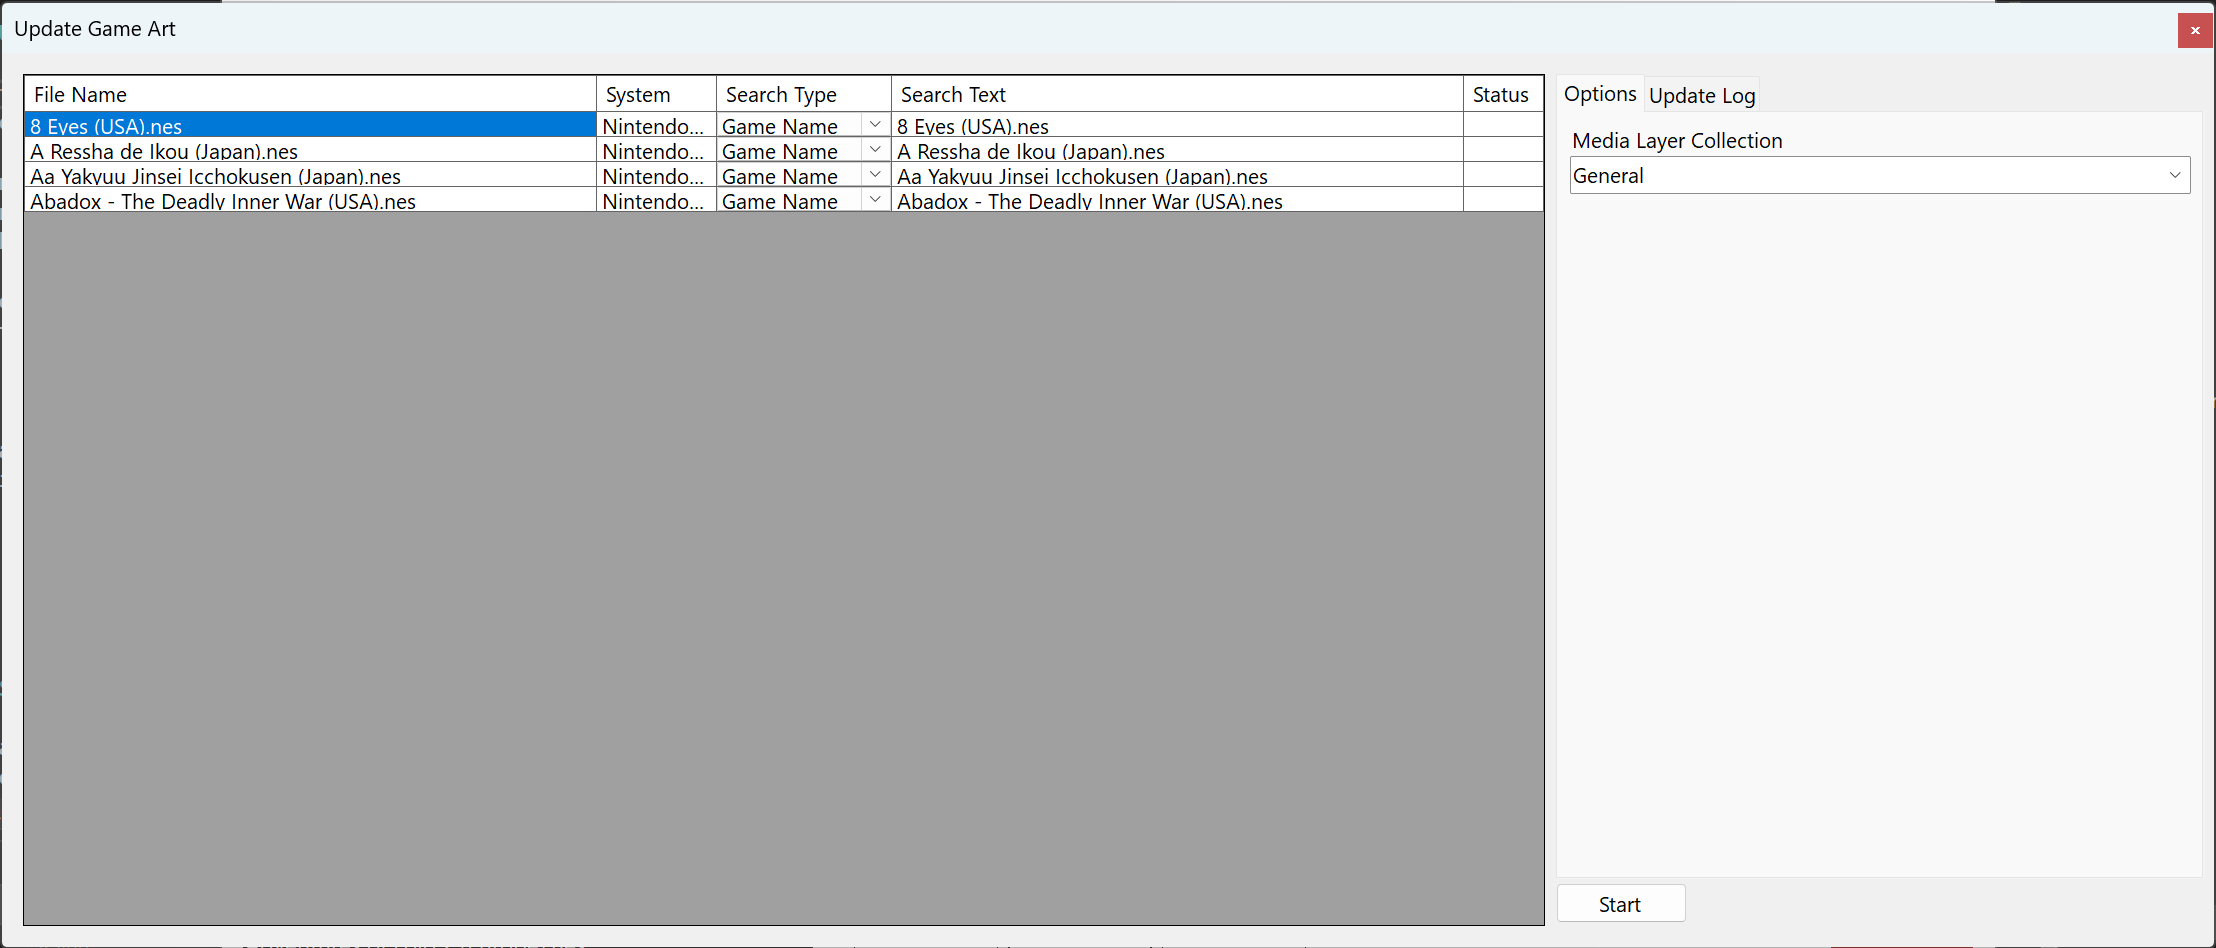 Update Game Art
File Name System Search Type Search Text Status
8 Eyes (USA).nes Nintendo... Game Name 8 Eyes (USA).nes
A Ressha de Ikou (Japan).nes Nintendo... Game Name A Ressha de Ikou (Japan).nes
Aa Yakyuu Jinsei Icchokusen (Japan).nes Nintendo... Game Name Aa Yakyuu Jinsei Icchokusen (Japan).nes
Abadox - The Deadly Inner War (USA).nes Nintendo... Game Name Abadox - The Deadly Inner War (USA).nes
Options Update Log
Media Layer Collection
General
Start